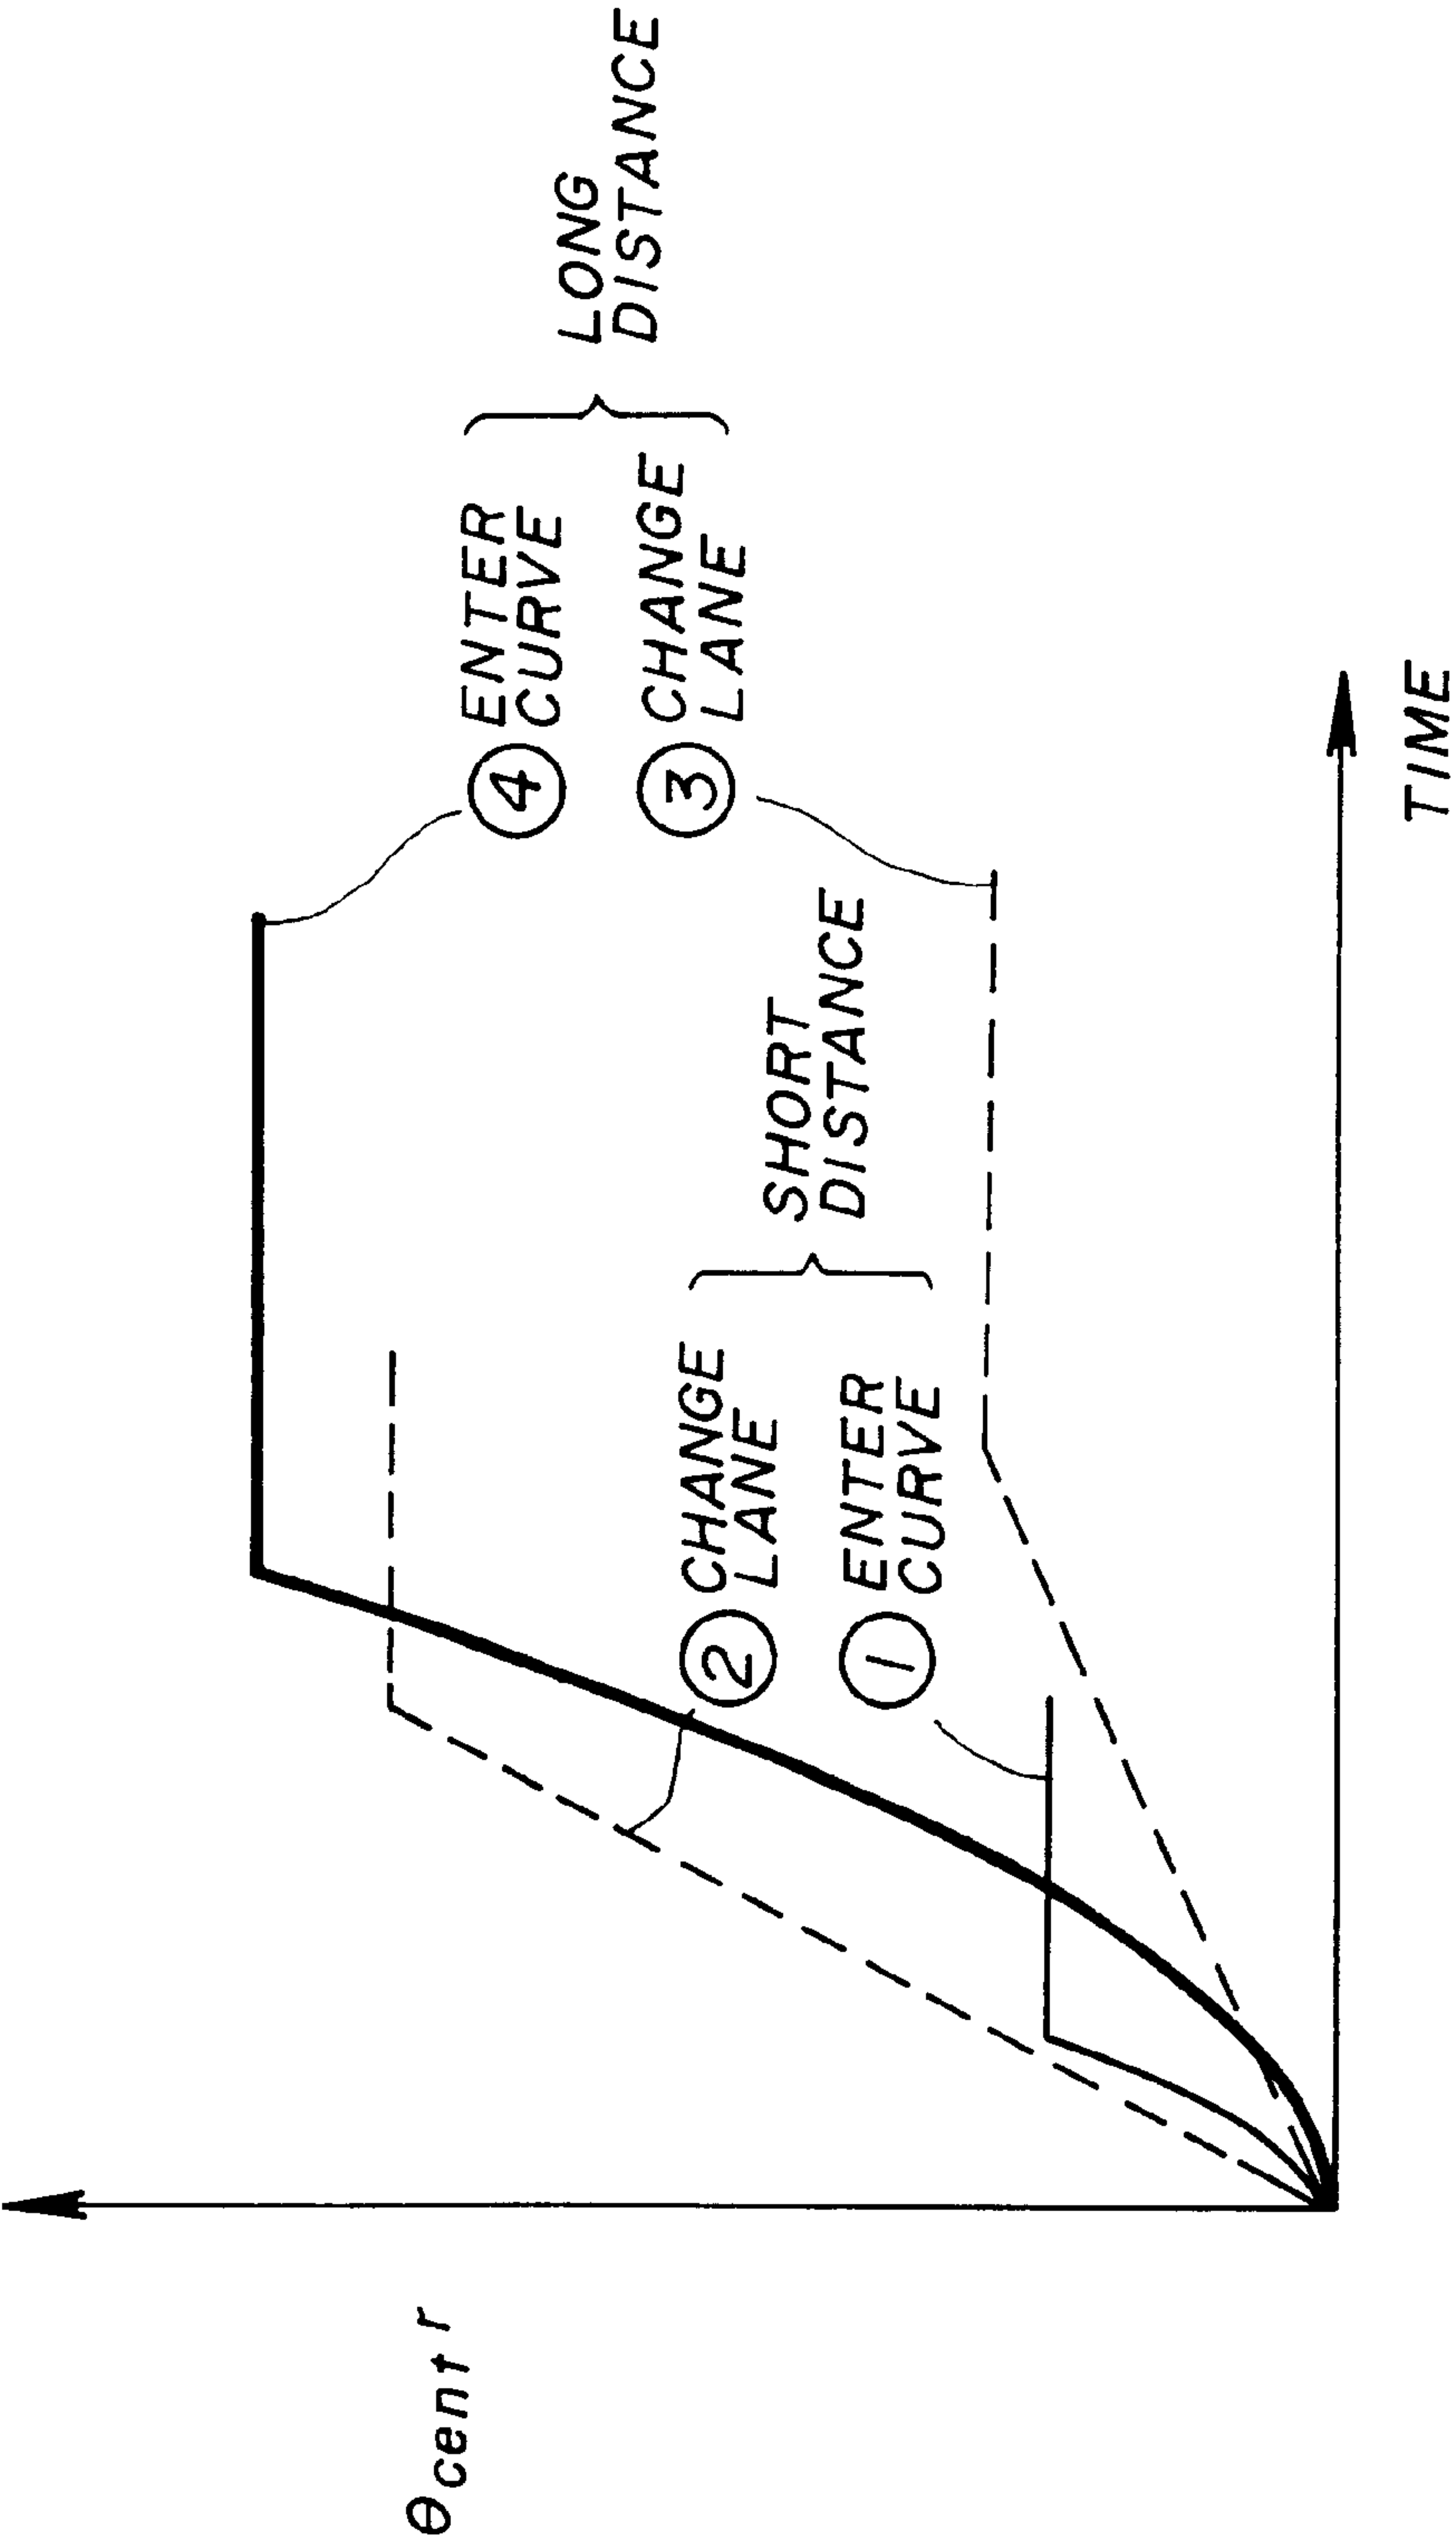 θcent r
④ ENTER
CURVE
③ CHANGE
LANE
LONG
DISTANCE
② CHANGE
LANE
① ENTER
CURVE
SHORT
DISTANCE
TIME